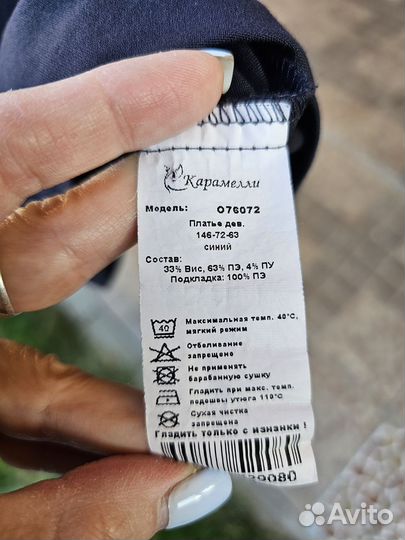 Карамелли
Модель: О76072
Платье дев.
146-72-63
синий
Состав:
33% Вис, 63% ПЭ, 4% ПУ
Подкладка: 100% ПЭ
40
Максимальная темп. 40°C,
мягкий режим
Отбеливание
запрещено
Не применять
барабанную сушку
Гладить при макс. темп.
подошвы утюга 110°C
Сухая чистка
запрещена
Гладить только с изнанки !
9080
Avito